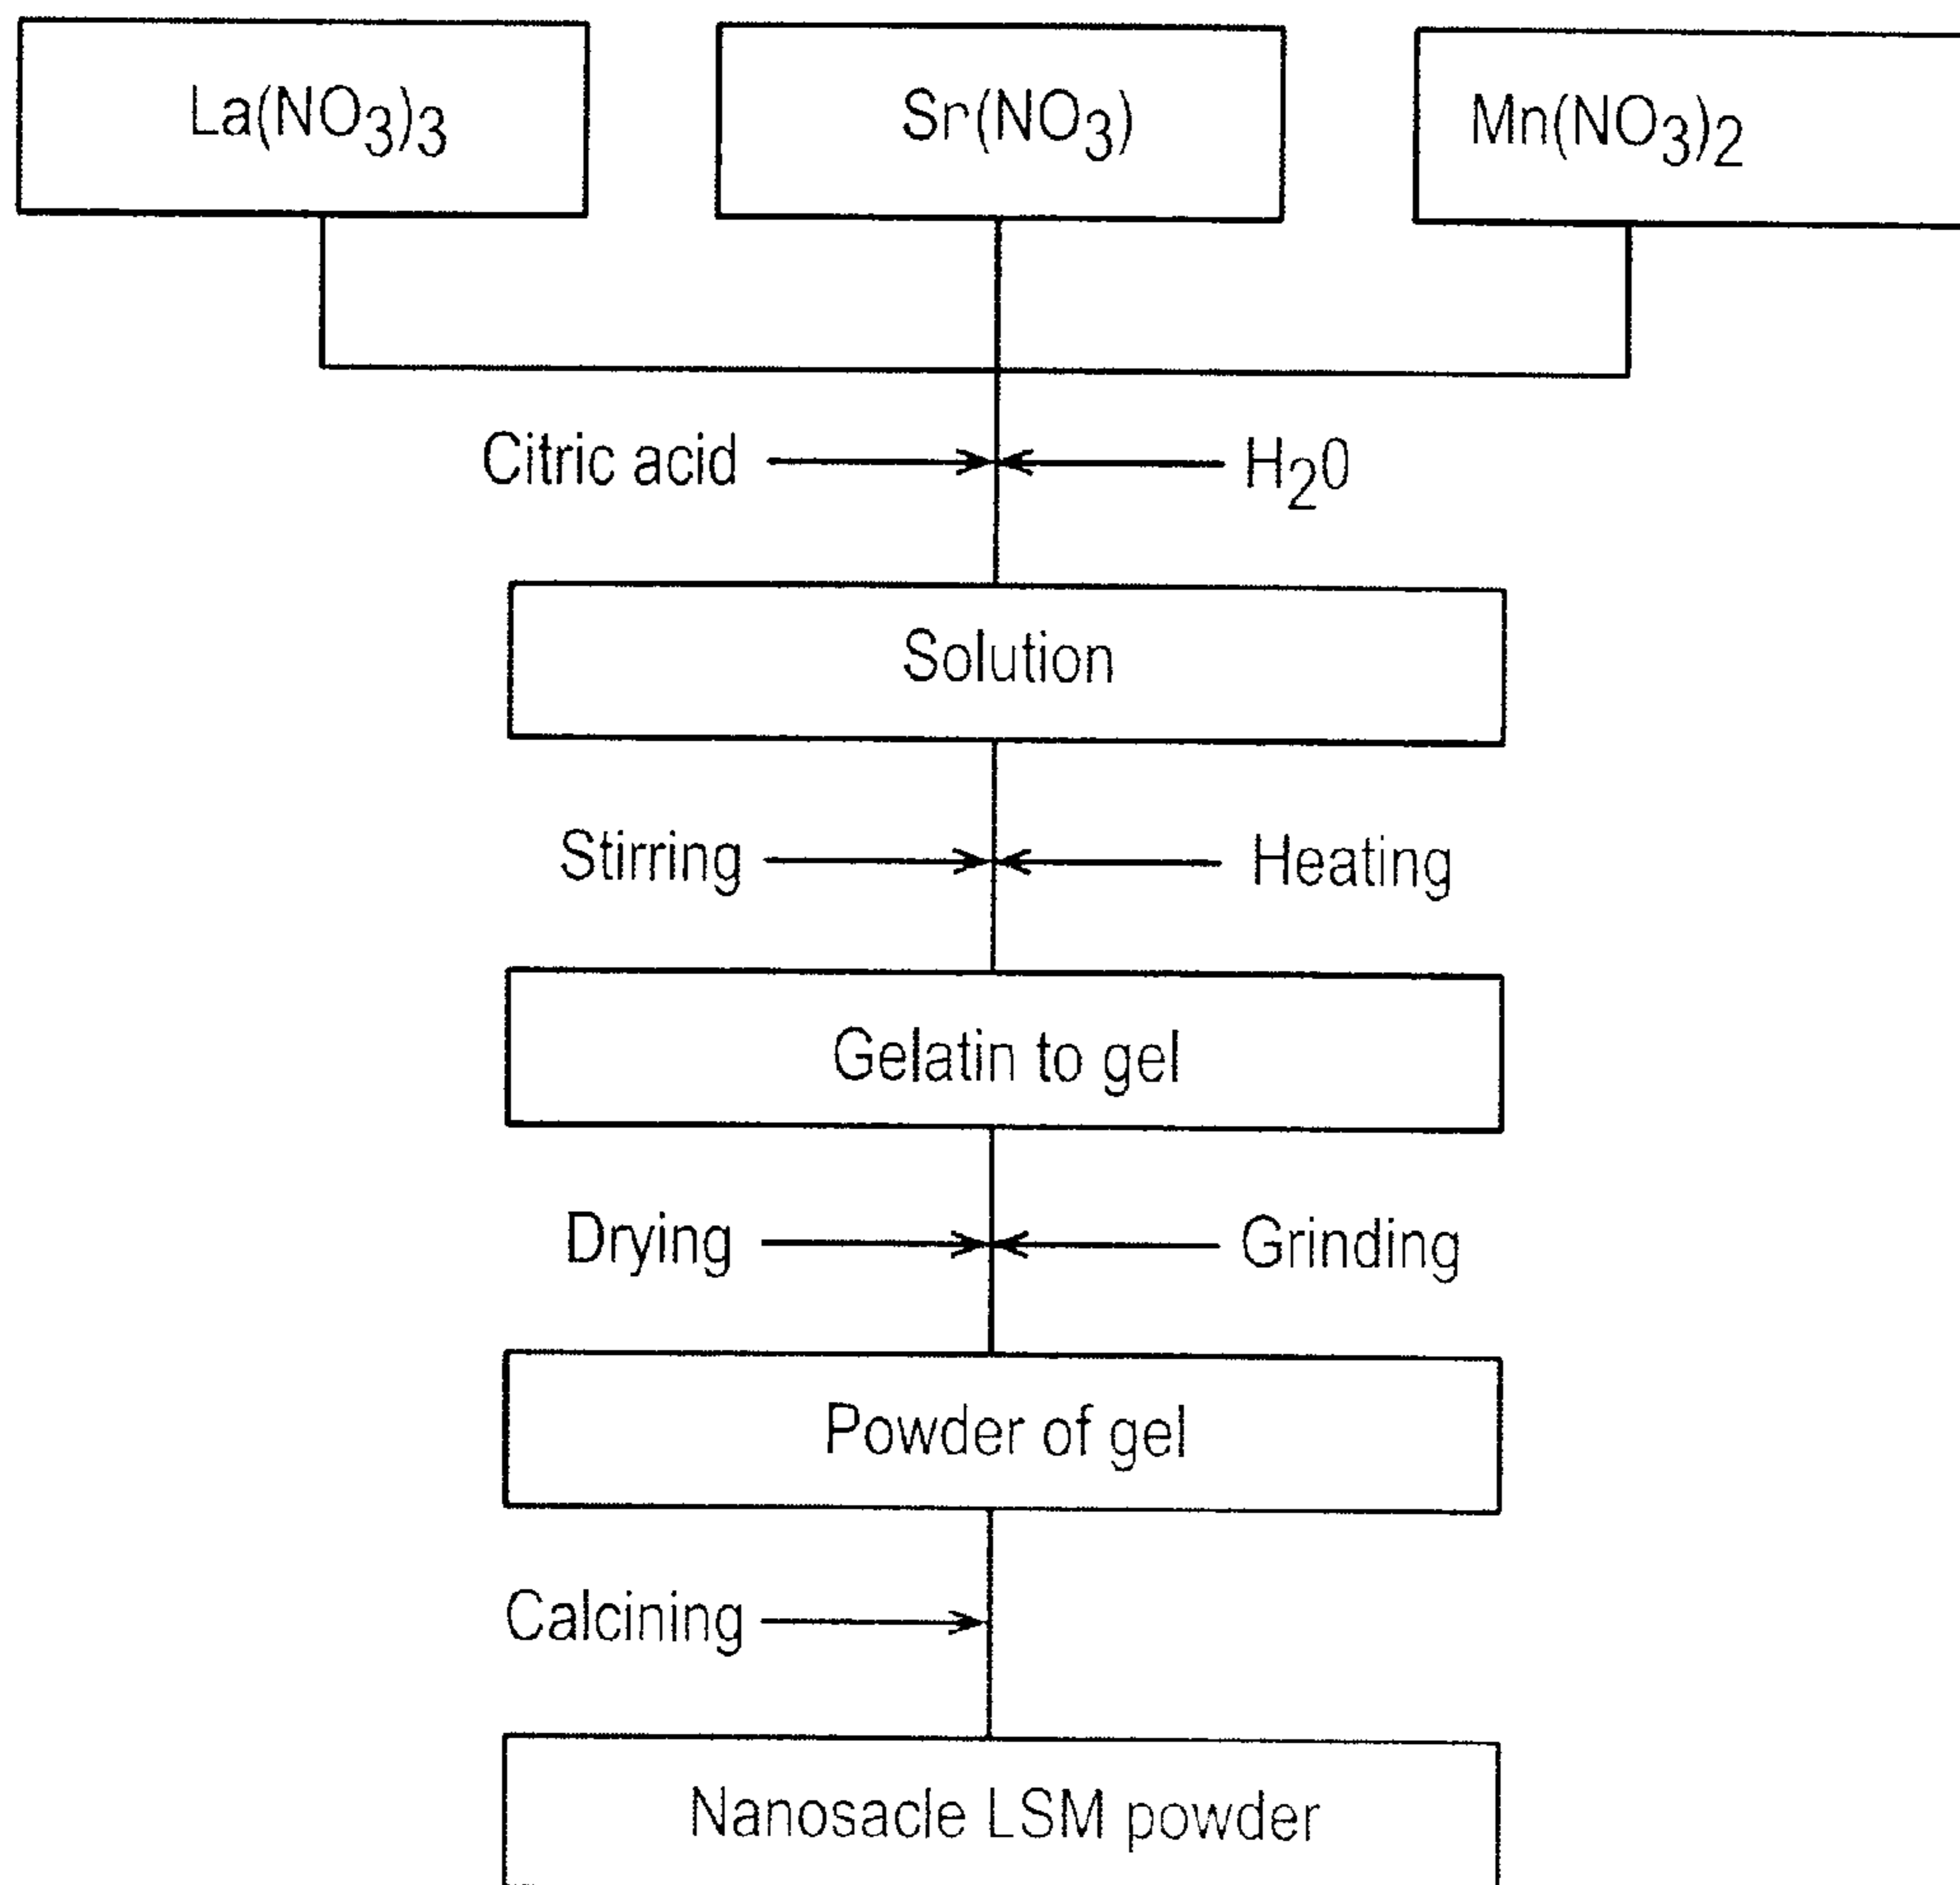 La(NO3)3
Sr(NO3)
Mn(NO3)2
Citric acid
H20
Solution
Stirring
Heating
Gelatin to gel
Drying
Grinding
Powder of gel
Calcining
Nanosacle LSM powder